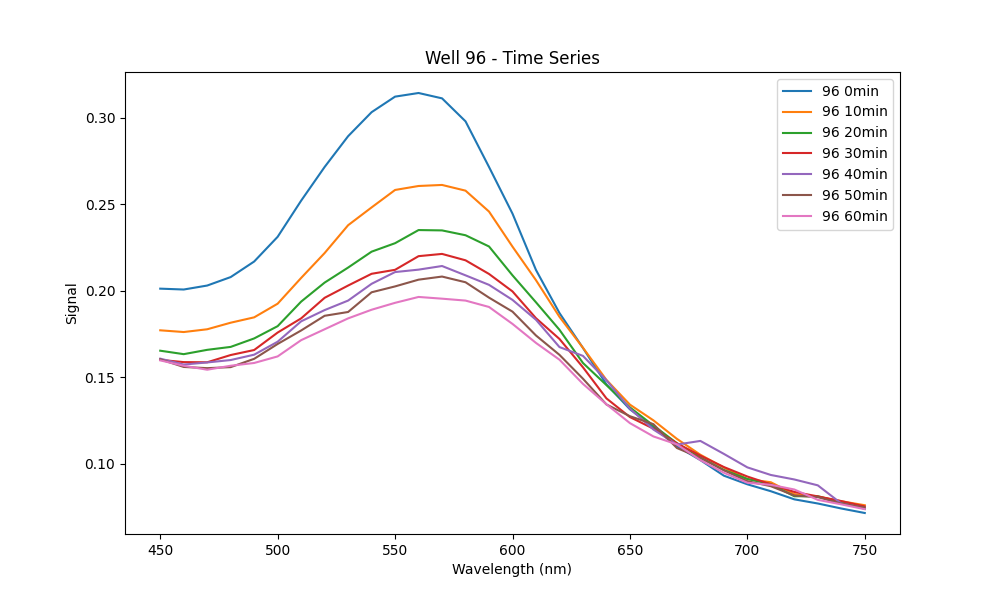 Well 96 - Time Series
96 0min
96 10min
96 20min
96 30min
96 40min
96 50min
96 60min
Signal
0.30
0.25
0.20
0.15
0.10
450 500 550 600 650 700 750
Wavelength (nm)